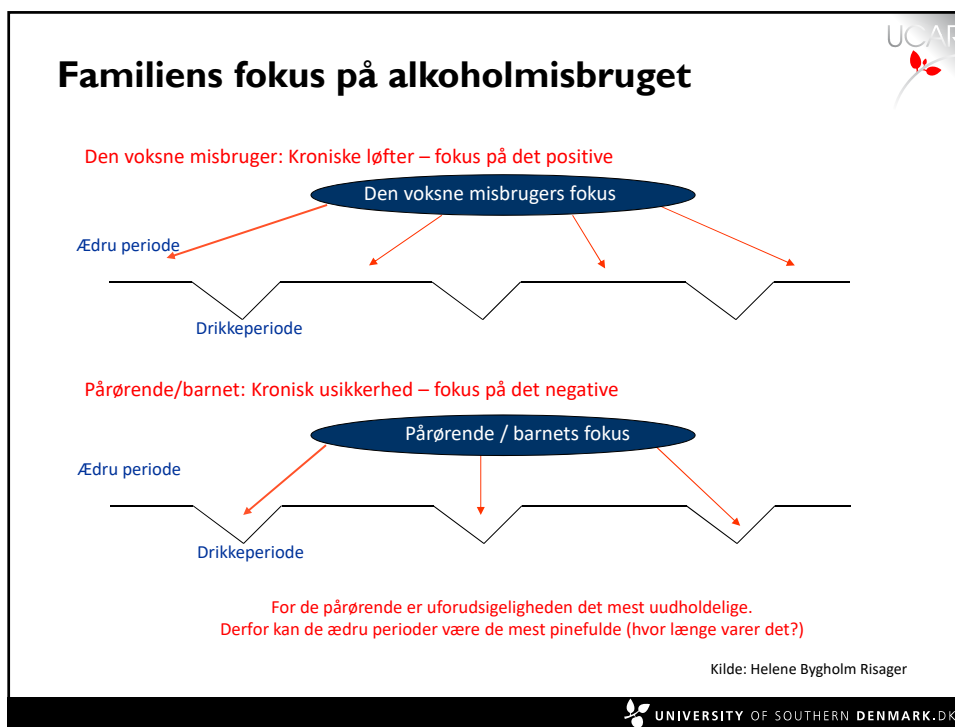 UCAR
Familiens fokus på alkoholmisbruget
Den voksne misbruger: Kroniske løfter – fokus på det positive
Den voksne misbrugers fokus
Ædru periode
Drikkeperiode
Pårørende/barnet: Kronisk usikkerhed – fokus på det negative
Pårørende / barnets fokus
Ædru periode
Drikkeperiode
For de pårørende er uforudsigeligheden det mest uudholdelige.
Derfor kan de ædru perioder være de mest pinefulde (hvor længe varer det?)
Kilde: Helene Bygholm Risager
UNIVERSITY OF SOUTHERN DENMARK.DK